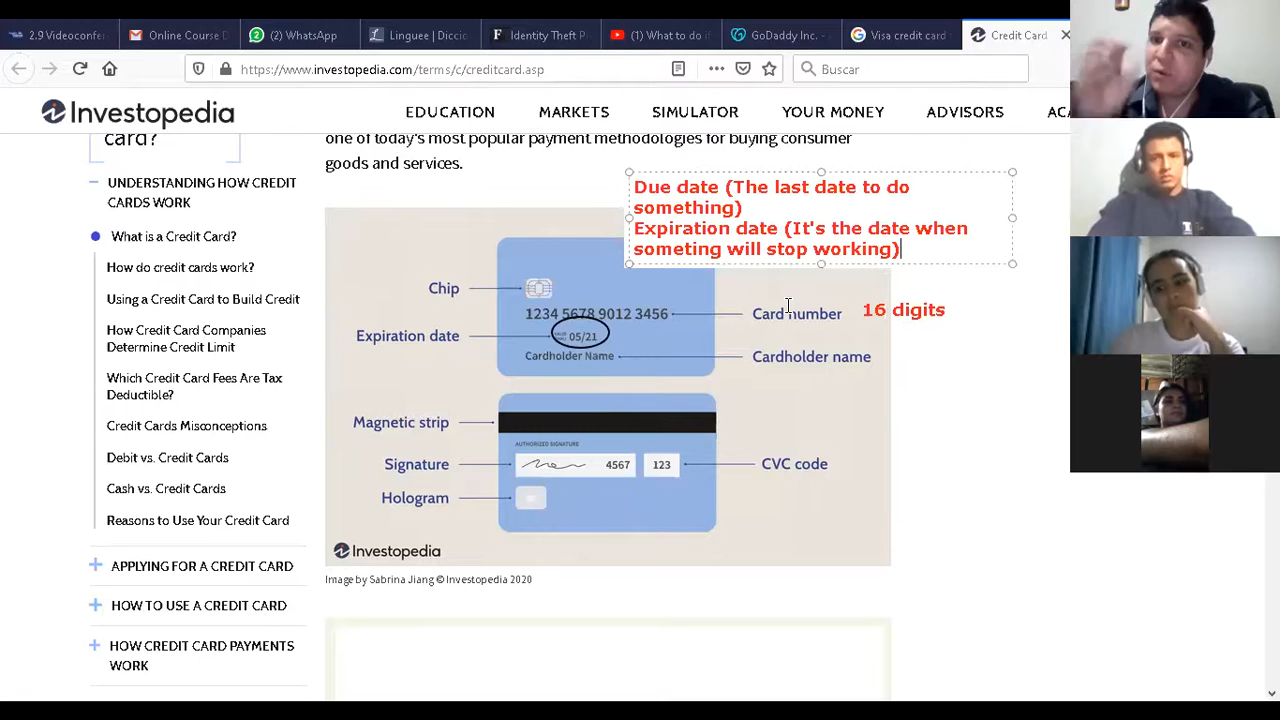 2.9 Videoconf
Online Course D
(2) WhatsApp
Linguee | Diccio
Identity Theft P
(1) What to do if
GoDaddy Inc. -
Visa credit card
Credit Card
https://www.investopedia.com/terms/c/creditcard.asp
Buscar
Investopedia
EDUCATION
MARKETS
SIMULATOR
YOUR MONEY
ADVISORS
ACA
card?
UNDERSTANDING HOW CREDIT
CARDS WORK
What is a Credit Card?
How do credit cards work?
Using a Credit Card to Build Credit
How Credit Card Companies
Determine Credit Limit
Which Credit Card Fees Are Tax
Deductible?
Credit Cards Misconceptions
Debit vs. Credit Cards
Cash vs. Credit Cards
Reasons to Use Your Credit Card
APPLYING FOR A CREDIT CARD
HOW TO USE A CREDIT CARD
HOW CREDIT CARD PAYMENTS
WORK
one of today's most popular payment methodologies for buying consumer
goods and services.
Due date (The last date to do
something)
Expiration date (It's the date when
someting will stop working)
Chip
1234 5678 9012 3456
Card number
16 digits
Expiration date
05/21
Cardholder Name
Cardholder name
Magnetic strip
AUTHORIZED SIGNATURE
Signature
4567
123
CVC code
Hologram
Investopedia
Image by Sabrina Jiang © Investopedia 2020